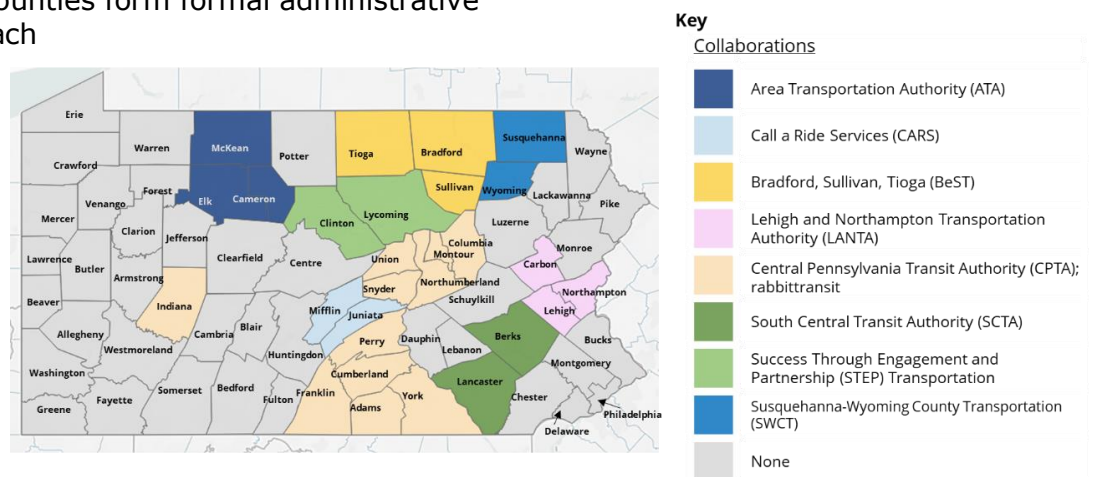 ounties form formal administrative
ach
Key
Collaborations
Area Transportation Authority (ATA)
Call a Ride Services (CARS)
Bradford, Sullivan, Tioga (BeST)
Lehigh and Northampton Transportation
Authority (LANTA)
Central Pennsylvania Transit Authority (CPTA);
rabbittransit
South Central Transit Authority (SCTA)
Success Through Engagement and
Partnership (STEP) Transportation
Susquehanna-Wyoming County Transportation
(SWCT)
None
Erie
Warren
McKean
Potter
Tioga
Bradford
Susquehanna
Wayne
Crawford
Forest
Elk
Cameron
Sullivan
Wyoming
Lackawanna
Pike
Venango
Mercer
Clinton
Lycoming
Luzerne
Clarion
Jefferson
Columbia
Montour
Monroe
Lawrence
Butler
Clearfield
Centre
Union
Carbon
Armstrong
Snyder
Northumberland
Schuylkill
Northampton
Beaver
Indiana
Mifflin
Juniata
Lehigh
Allegheny
Cambria
Blair
Perry
Dauphin
Lebanon
Berks
Bucks
Westmoreland
Huntingdon
Montgomery
Washington
Cumberland
Lancaster
Somerset
Bedford
Fulton
Franklin
York
Chester
Greene
Fayette
Adams
Philadelphia
Delaware